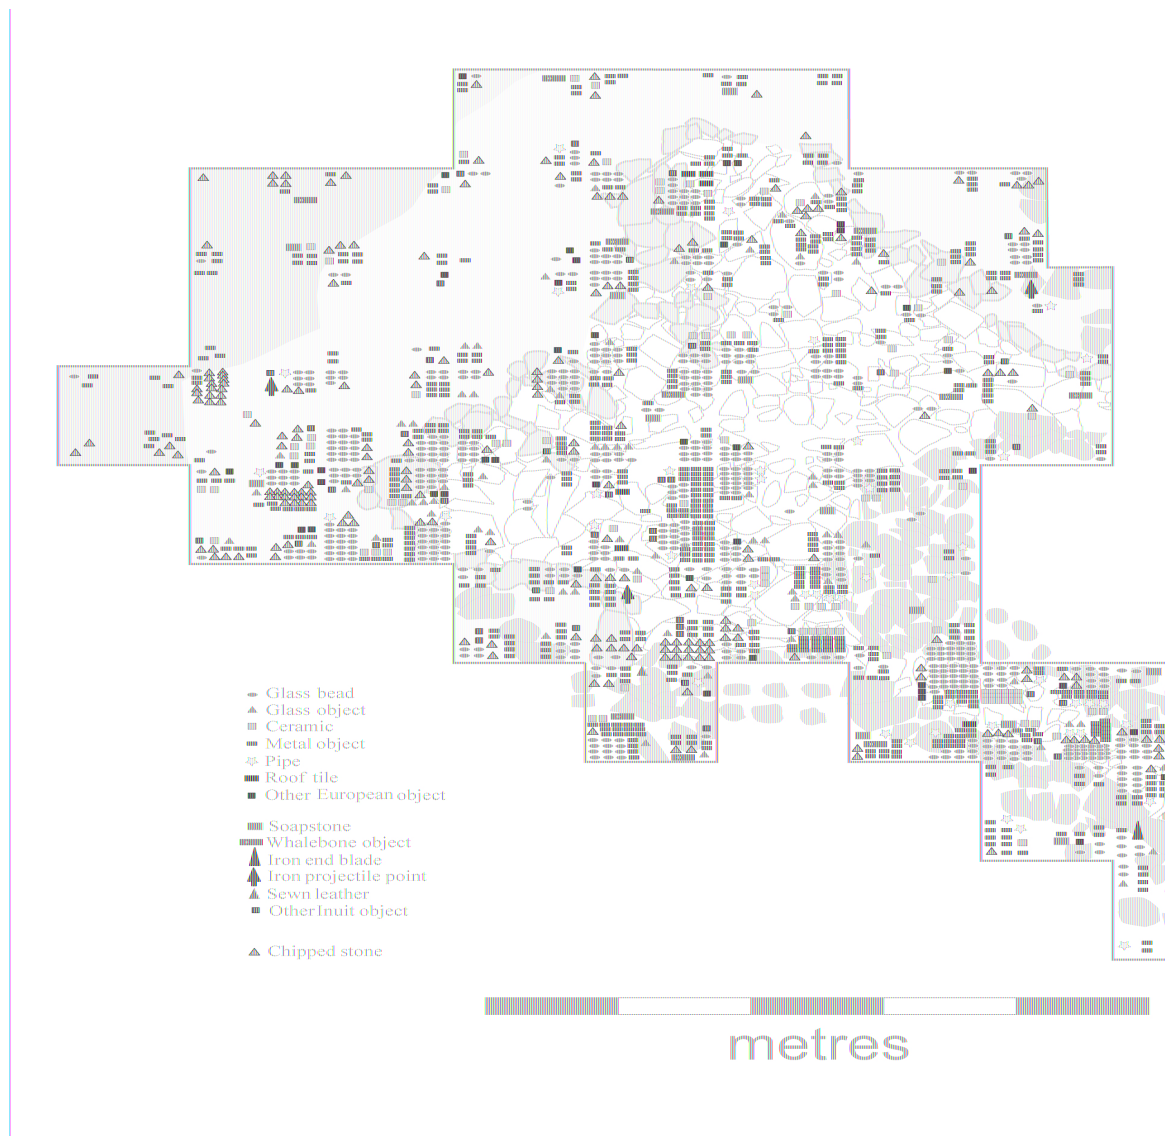 Glass bead
Glass object
Ceramic
Metal object
Pipe
Roof tile
Other European object
Soapstone
Whalebone object
Iron end blade
Iron projectile point
Sewn leather
Other Inuit object
Chipped stone
metres